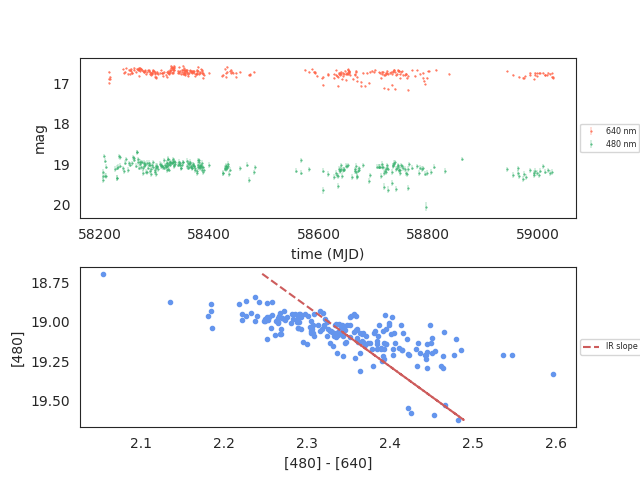 17
18
19
20
mag
58200 58400 58600 58800 59000
time (MJD)
640 nm
480 nm
18.75
19.00
19.25
19.50
[480]
2.1 2.2 2.3 2.4 2.5 2.6
[480] - [640]
IR slope